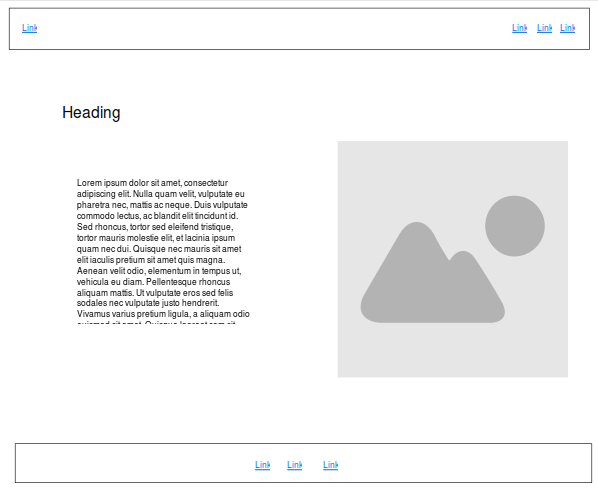 Link
Link Link Link
Heading
Lorem ipsum dolor sit amet, consectetur
adipiscing elit. Nulla quam velit, vulputate eu
pharetra nec, mattis ac neque. Duis vulputate
commodo lectus, ac blandit elit tincidunt id.
Sed rhoncus, tortor sed eleifend tristique,
tortor mauris molestie elit, et lacinia ipsum
quam nec dui. Quisque nec mauris sit amet
elit iaculis pretium sit amet quis magna.
Aenean velit odio, elementum in tempus ut,
vehicula eu diam. Pellentesque rhoncus
aliquam mattis. Ut vulputate eros sed felis
sodales nec vulputate justo hendrerit.
Vivamus varius pretium ligula, a aliquam odio
Link Link Link